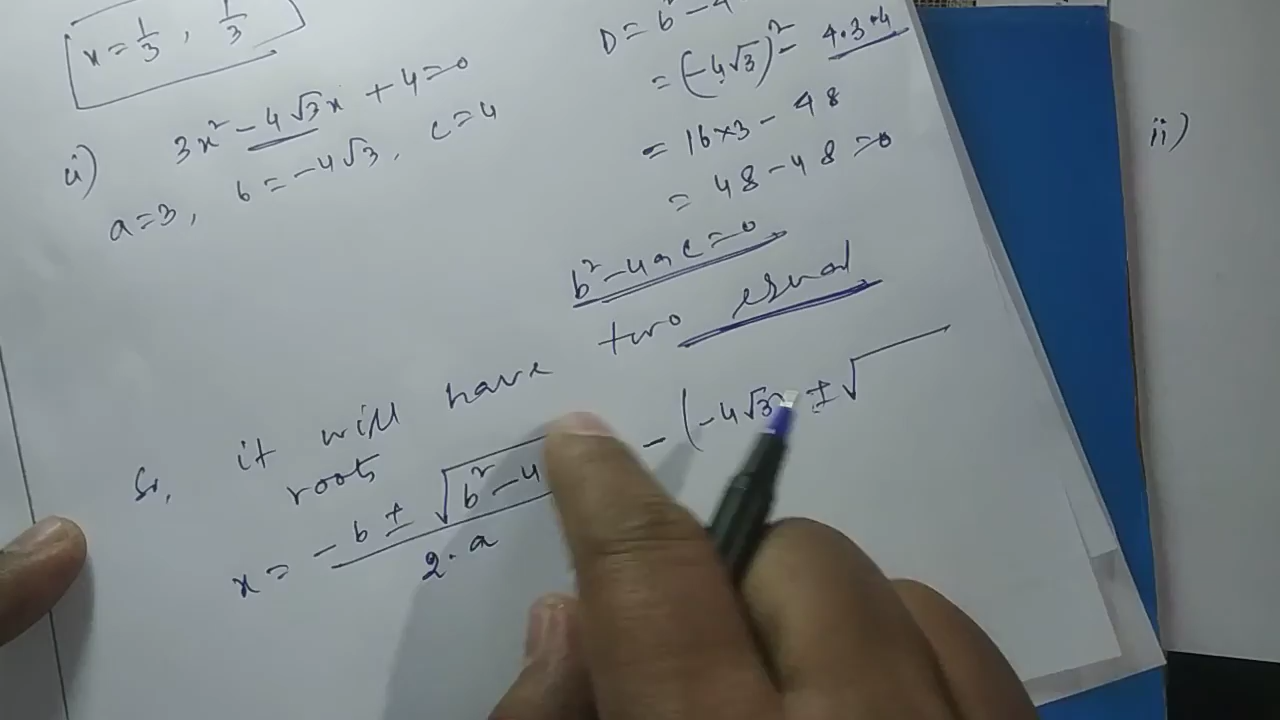 x = 1/3 , 1/3
ii) 3x² - 4√3x + 4 = 0
a = 3, b = -4√3, c = 4
D = b² - 4
= (-4√3)² - 4·3·4
= 16×3 - 48
= 48 - 48 = 0
b² - 4ac = 0
So, it will have two equal
roots
x = -b ± √b² - 4 / 2·a - (-4√3) ± √
ii)